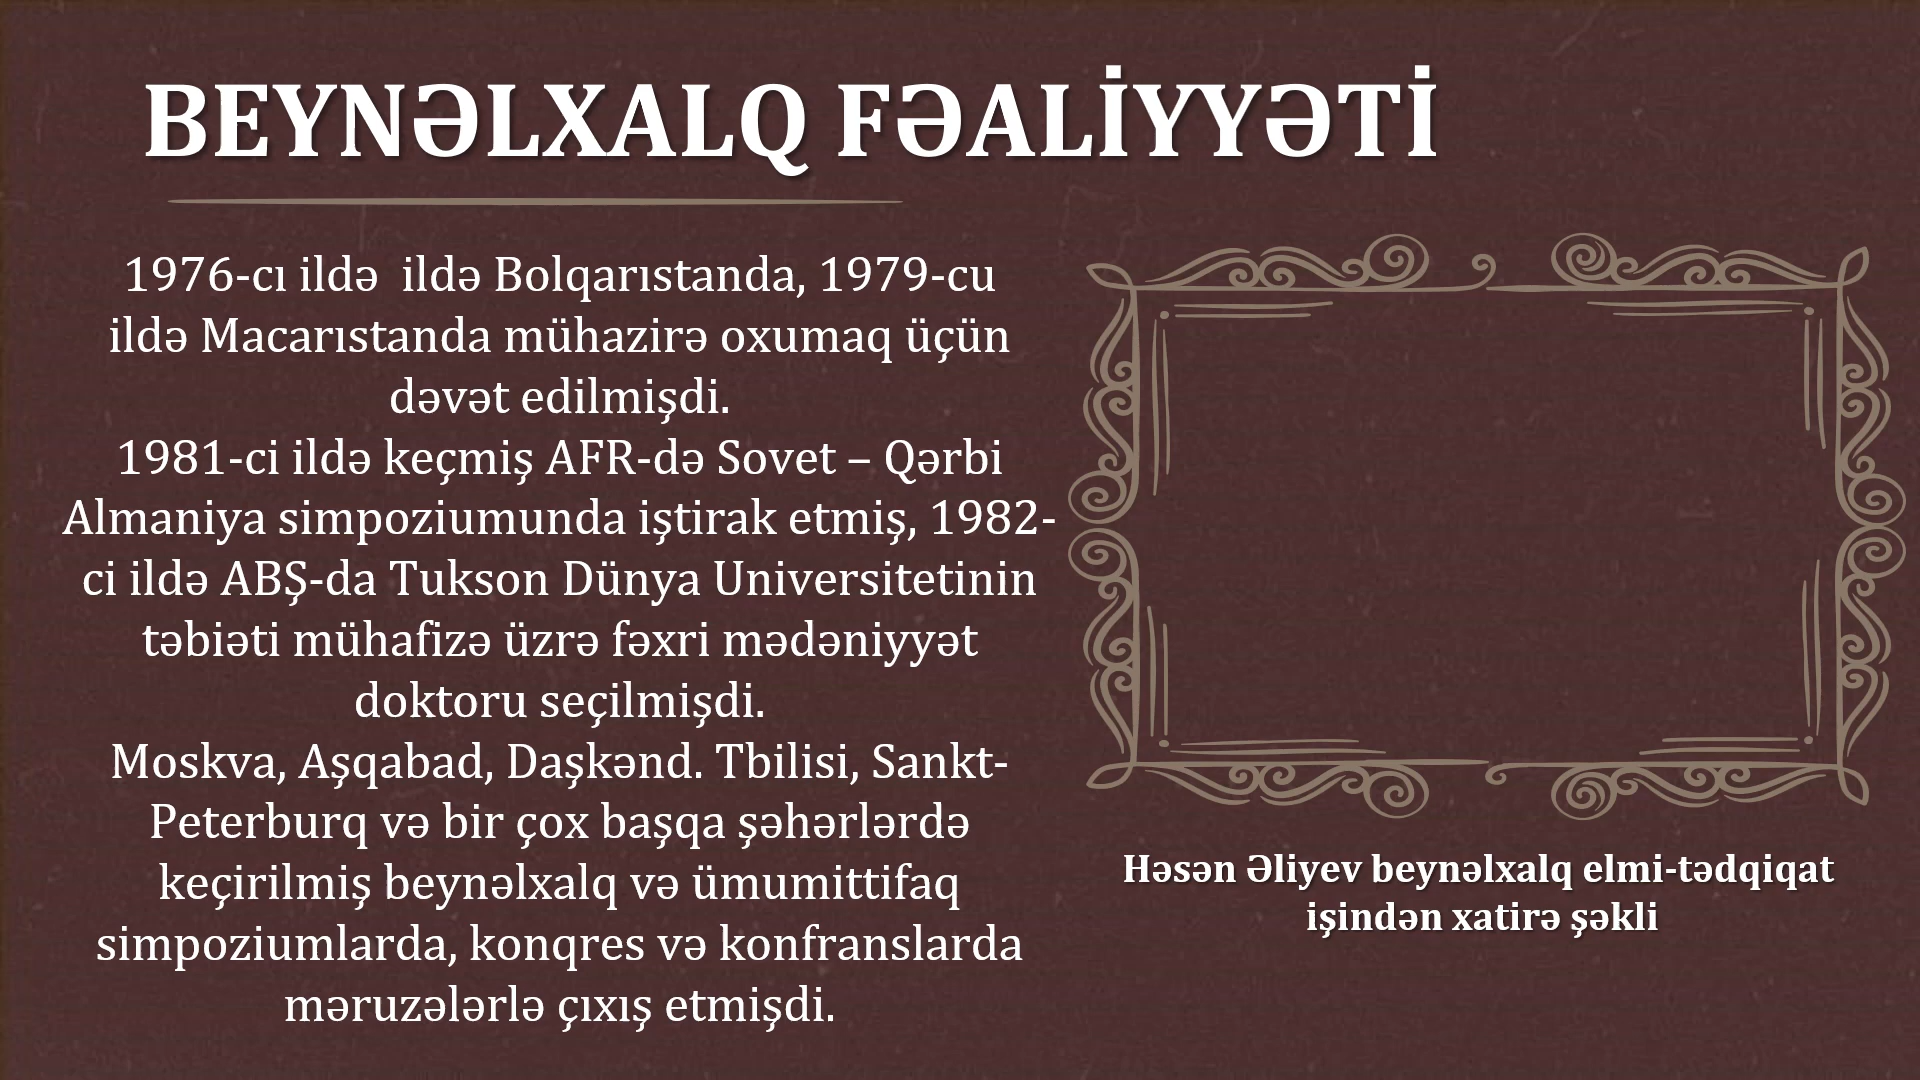 BEYNƏLXALQ FƏALİYYƏTİ
1976-cı ildə  ildə Bolqarıstanda, 1979-cu
ildə Macarıstanda mühazirə oxumaq üçün
dəvət edilmişdi.
1981-ci ildə keçmiş AFR-də Sovet – Qərbi
Almaniya simpoziumunda iştirak etmiş, 1982-
ci ildə ABŞ-da Tukson Dünya Universitetinin
təbiəti mühafizə üzrə fəxri mədəniyyət
doktoru seçilmişdi.
Moskva, Aşqabad, Daşkənd. Tbilisi, Sankt-
Peterburq və bir çox başqa şəhərlərdə
keçirilmiş beynəlxalq və ümumittifaq
simpoziumlarda, konqres və konfranslarda
məruzələrlə çıxış etmişdi.
Həsən Əliyev beynəlxalq elmi-tədqiqat
işindən xatirə şəkli